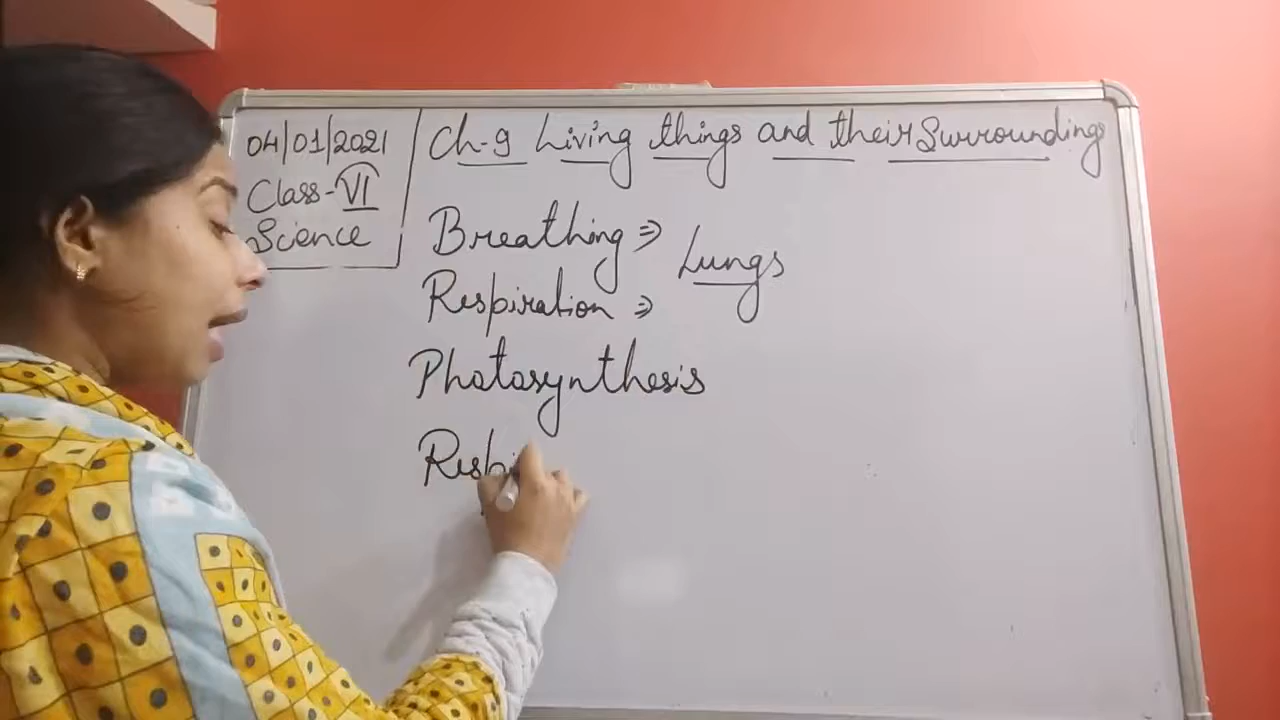 04/01/2021
Class-VI
Science
Ch-9 Living things and their Surroundings
Breathing ⇒
Lungs
Respiration ⇒
Photosynthesis
Respi